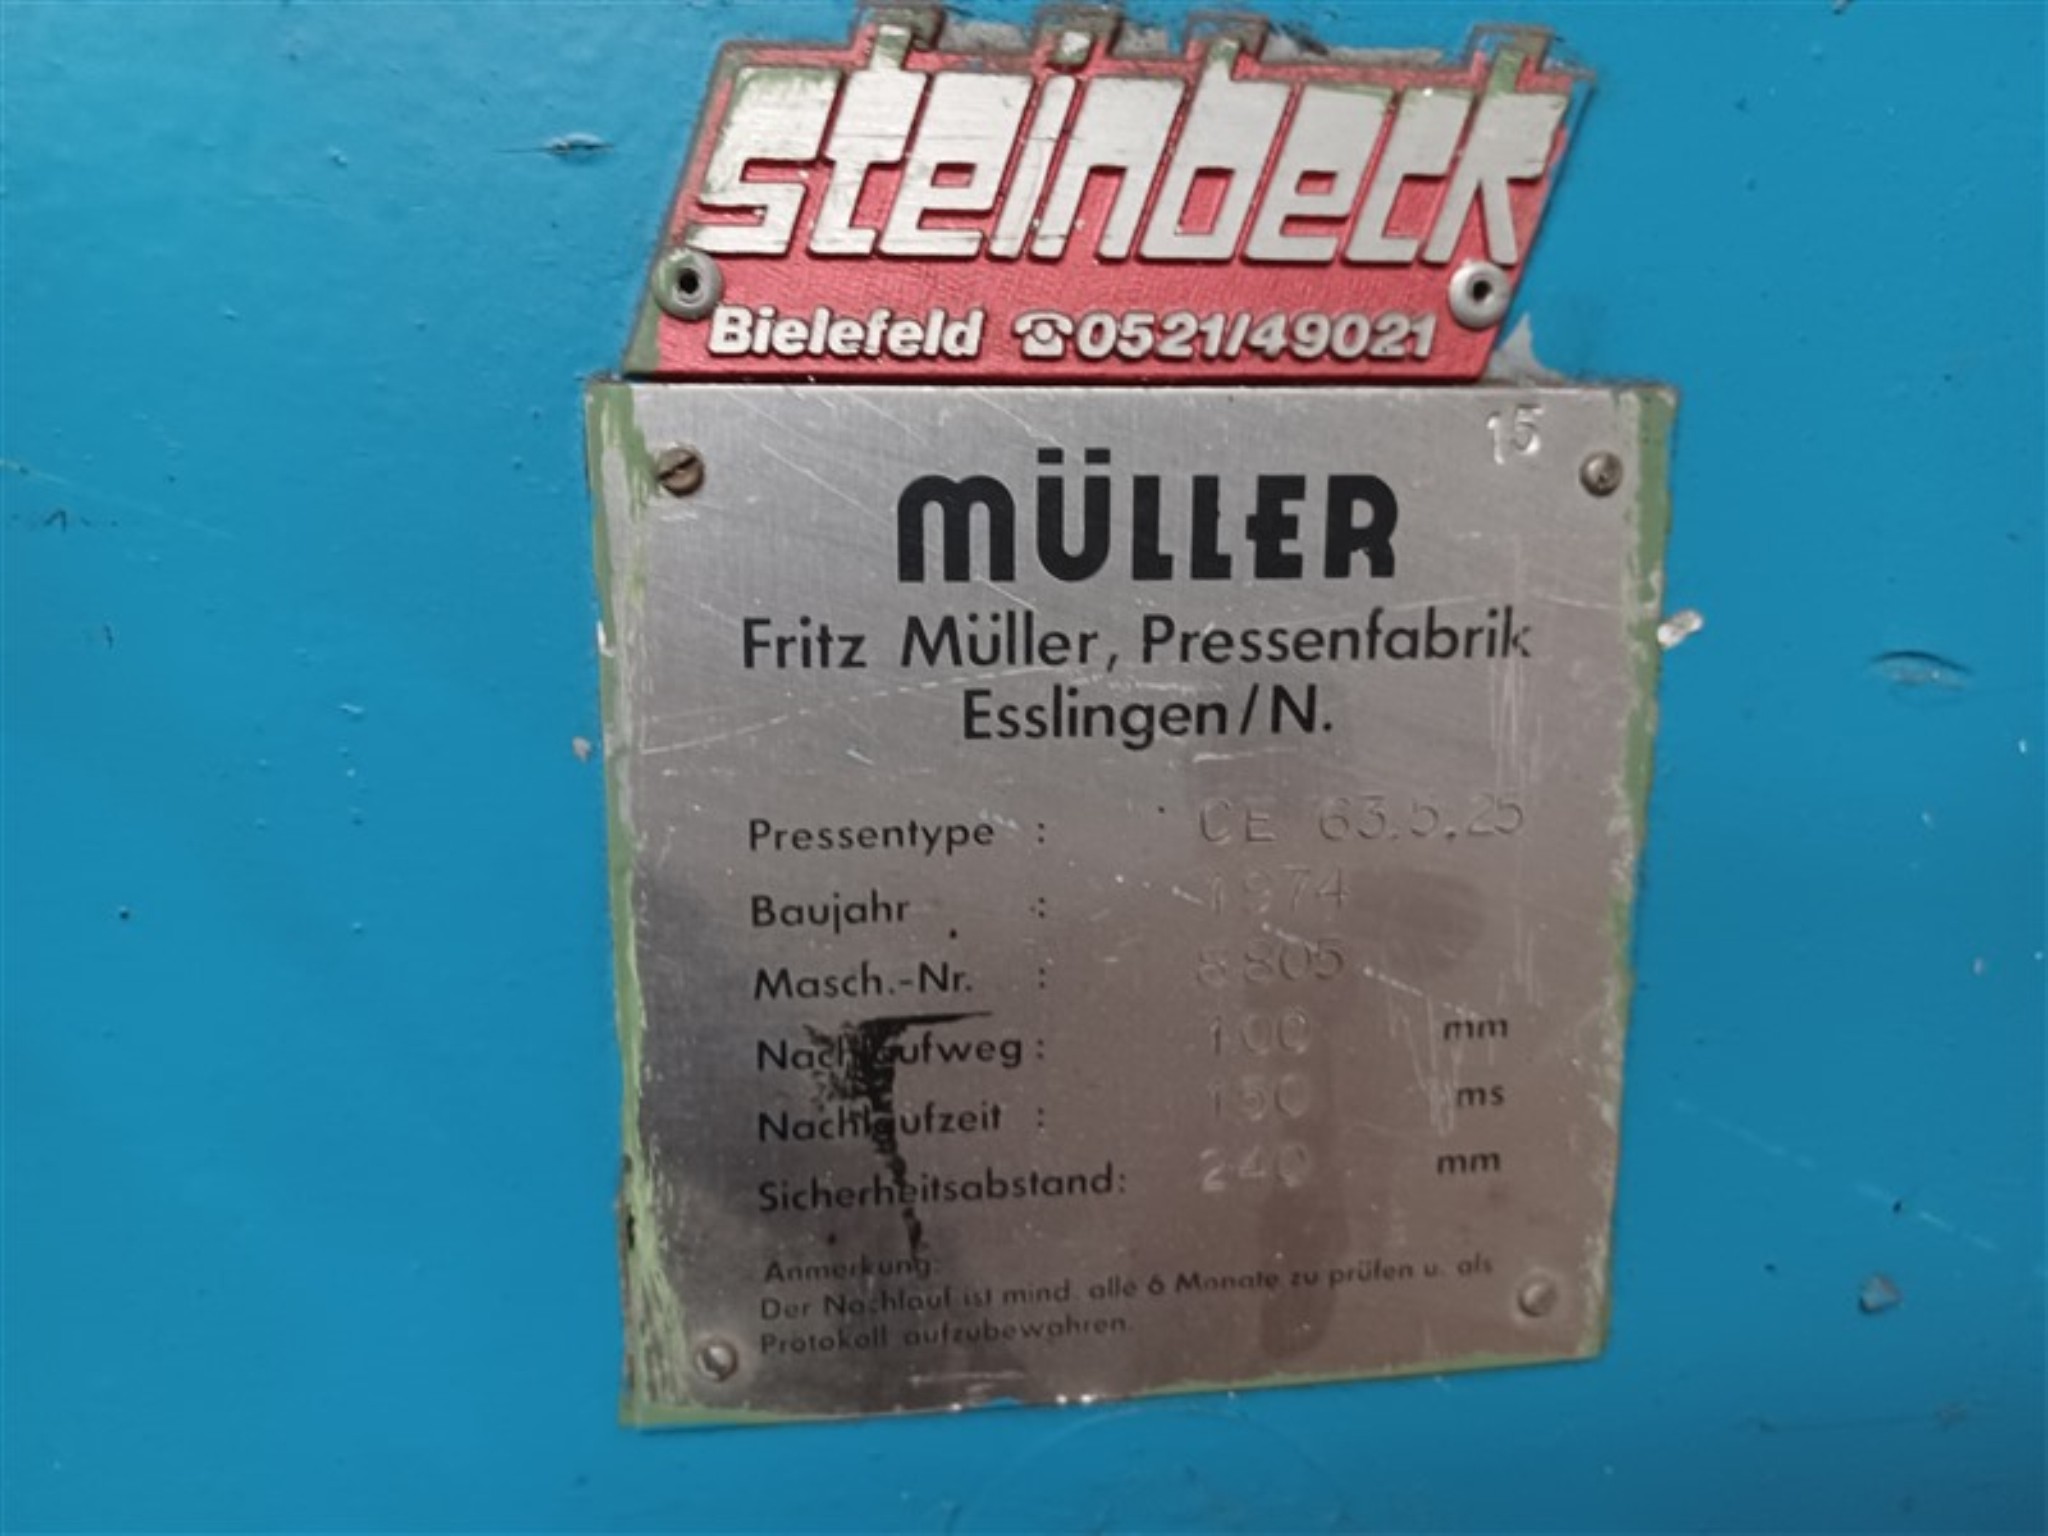 steinbeck
Bielefeld ☎0521/49021
15
MÜLLER
Fritz Müller, Pressenfabrik
Esslingen/N.
Pressentype : CE 63.5.25
Baujahr : 1974
Masch.-Nr. : 8805
Nachlaufweg: 100 mm
Nachlaufzeit : 150 ms
Sicherheitsabstand: 240 mm
Anmerkung:
Der Nachlauf ist mind. alle 6 Monate zu prüfen u. als
Protokoll aufzubewahren.